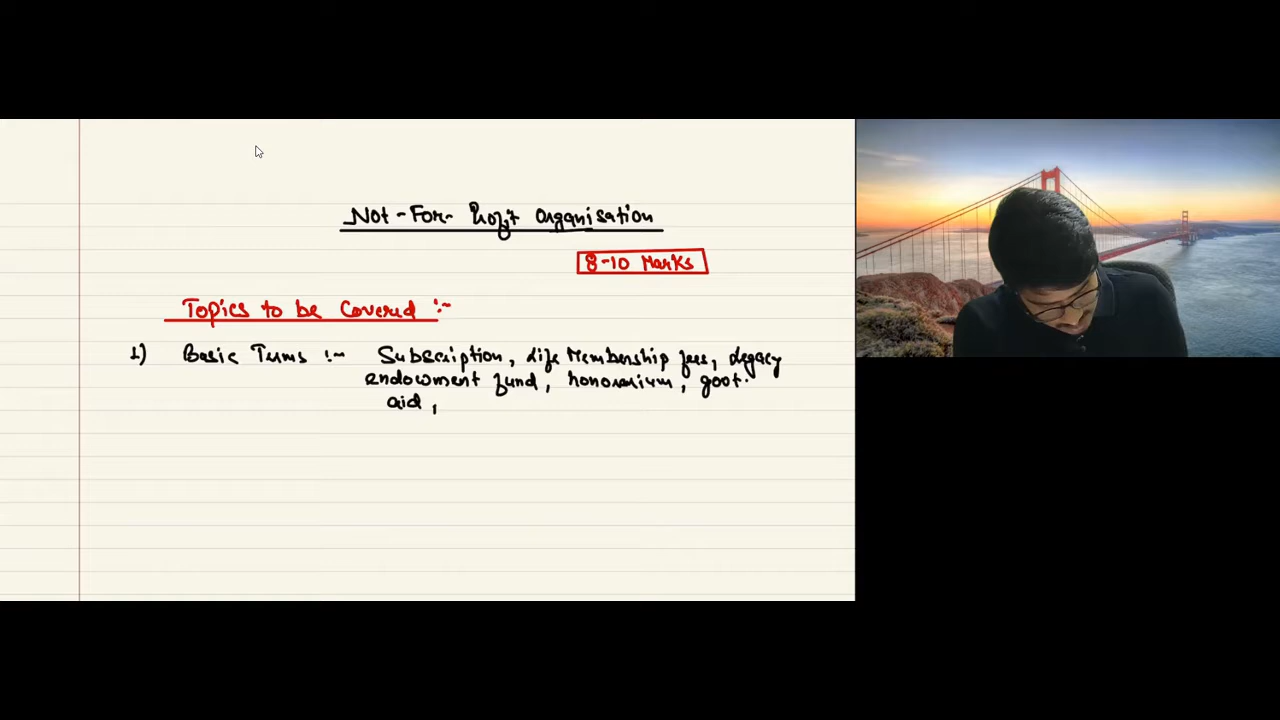 Not-For-Profit Organisation
8-10 Marks
Topics to be Covered :-
1) Basic Terms :- Subscription, Life Membership fees, legacy
endowment fund, honorarium, govt.
aid,